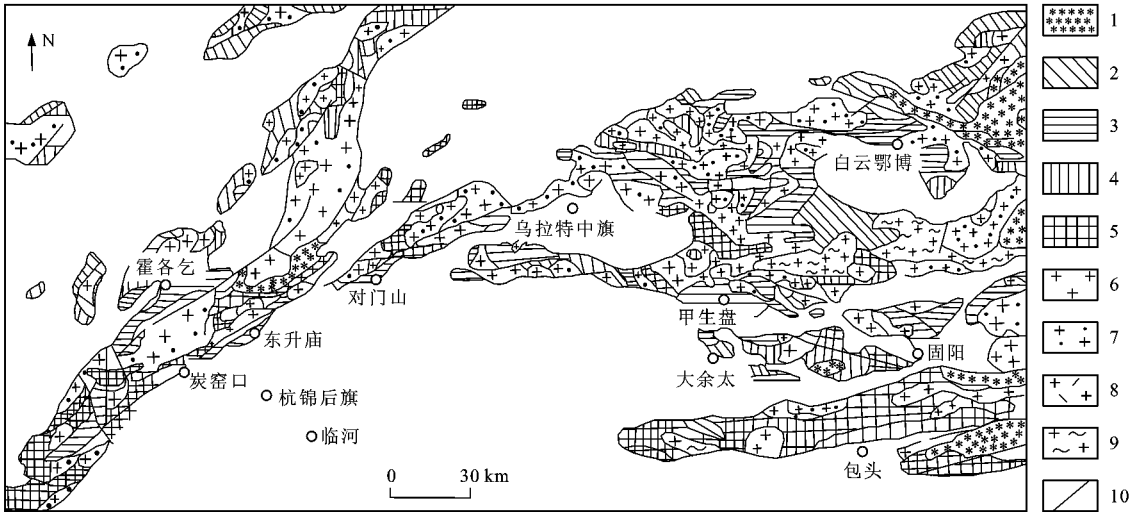 N
白云鄂博
乌拉特中旗
霍各乞
对门山
甲生盘
东升庙
固阳
大佘太
炭窑口
杭锦后旗
临河
包头
0 30 km
1
2
3
4
5
6
7
8
9
10